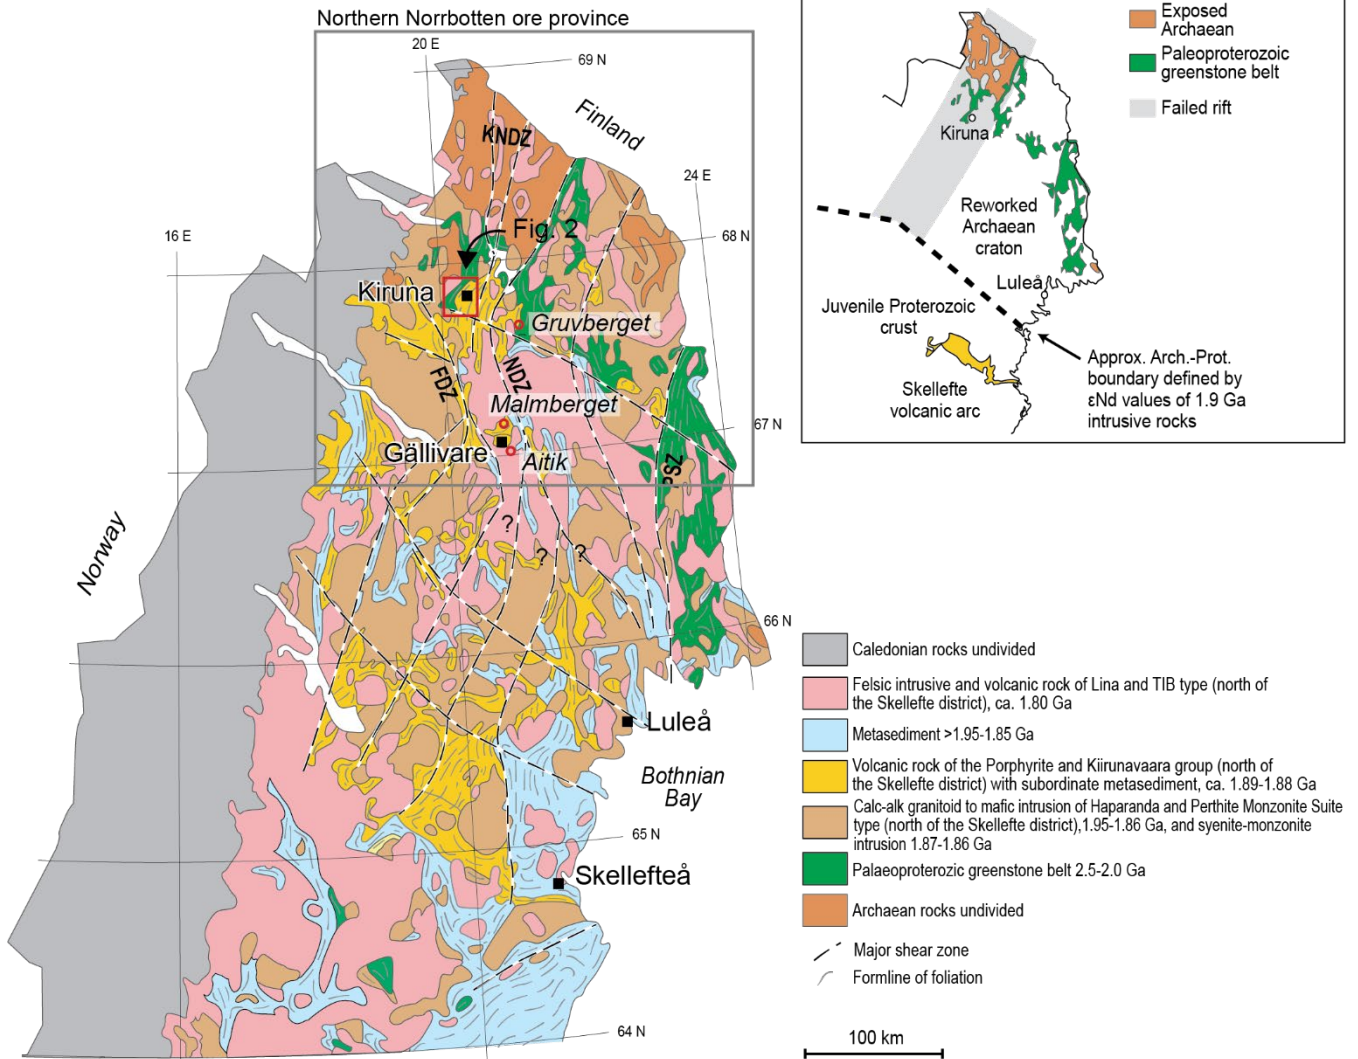 Northern Norrbotten ore province
20 E
69 N
Finland
KNDZ
24 E
16 E
Fig. 2
68 N
Kiruna
Gruvberget
FDZ
NDZ
Malmberget
67 N
Gällivare
Aitik
PSZ
Norway
?
?
?
66 N
Luleå
Bothnian
Bay
65 N
Skellefteå
64 N
Exposed
Archaean
Paleoproterozoic
greenstone belt
Failed rift
Kiruna
Reworked
Archaean
craton
Luleå
Juvenile Proterozoic
crust
Skellefte
volcanic arc
Approx. Arch.-Prot.
boundary defined by
εNd values of 1.9 Ga
intrusive rocks
Caledonian rocks undivided
Felsic intrusive and volcanic rock of Lina and TIB type (north of
the Skellefte district), ca. 1.80 Ga
Metasediment >1.95-1.85 Ga
Volcanic rock of the Porphyrite and Kiirunavaara group (north of
the Skellefte district) with subordinate metasediment, ca. 1.89-1.88 Ga
Calc-alk granitoid to mafic intrusion of Haparanda and Perthite Monzonite Suite
type (north of the Skellefte district),1.95-1.86 Ga, and syenite-monzonite
intrusion 1.87-1.86 Ga
Palaeoproterozic greenstone belt 2.5-2.0 Ga
Archaean rocks undivided
Major shear zone
Formline of foliation
100 km